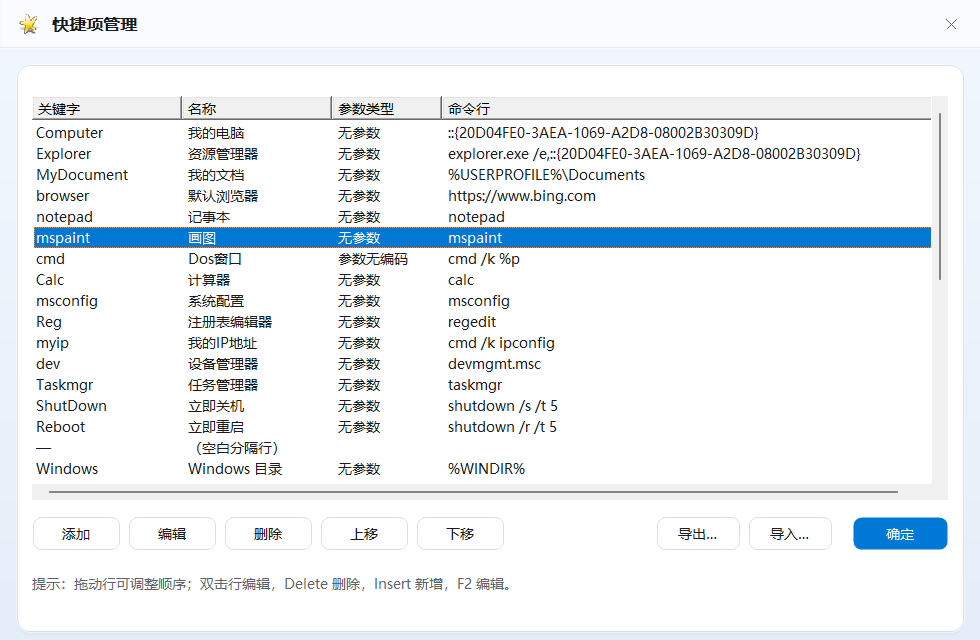 快捷项管理
关键字 名称 参数类型 命令行
Computer 我的电脑 无参数 ::{20D04FE0-3AEA-1069-A2D8-08002B30309D}
Explorer 资源管理器 无参数 explorer.exe /e,::{20D04FE0-3AEA-1069-A2D8-08002B30309D}
MyDocument 我的文档 无参数 %USERPROFILE%\Documents
browser 默认浏览器 无参数 https://www.bing.com
notepad 记事本 无参数 notepad
mspaint 画图 无参数 mspaint
cmd Dos窗口 参数无编码 cmd /k %p
Calc 计算器 无参数 calc
msconfig 系统配置 无参数 msconfig
Reg 注册表编辑器 无参数 regedit
myip 我的IP地址 无参数 cmd /k ipconfig
dev 设备管理器 无参数 devmgmt.msc
Taskmgr 任务管理器 无参数 taskmgr
ShutDown 立即关机 无参数 shutdown /s /t 5
Reboot 立即重启 无参数 shutdown /r /t 5
— （空白分隔行）
Windows Windows 目录 无参数 %WINDIR%
添加 编辑 删除 上移 下移 导出... 导入... 确定
提示：拖动行可调整顺序；双击行编辑，Delete 删除，Insert 新增，F2 编辑。